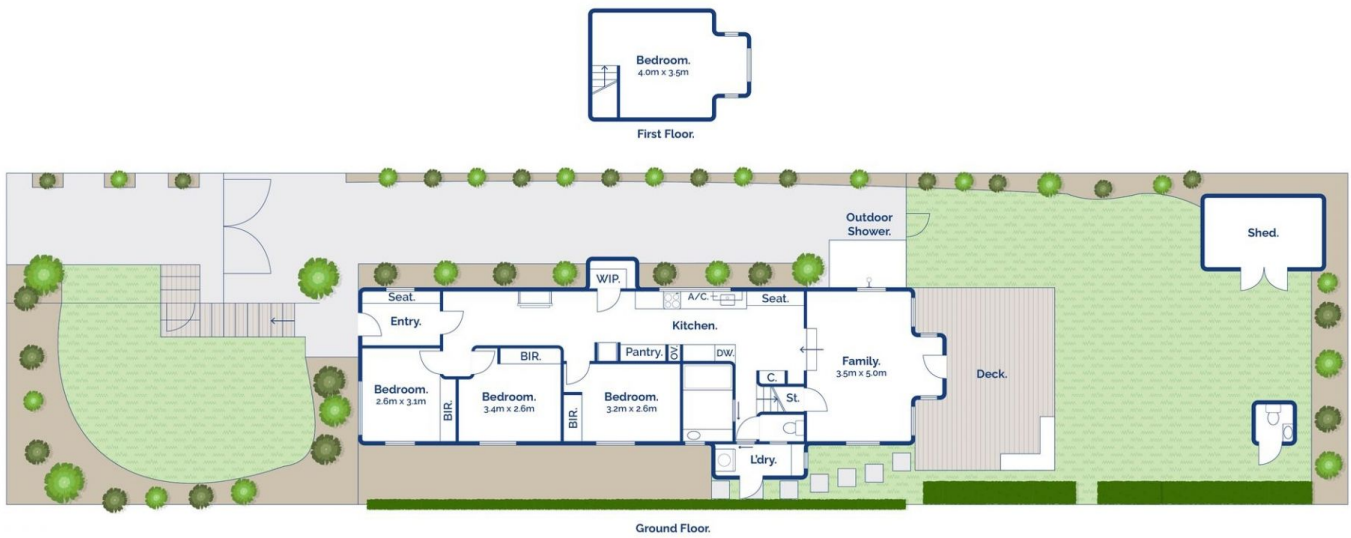 Bedroom.
4.0m x 3.5m
First Floor.
Outdoor
Shower.
Shed.
WIP.
Seat.
A/C.
Seat.
Entry.
Kitchen.
Pantry.
OV.
DW.
BIR.
Family.
3.5m x 5.0m
Deck.
Bedroom.
2.6m x 3.1m
BIR.
Bedroom.
3.4m x 2.6m
BIR.
Bedroom.
3.2m x 2.6m
C.
St.
L'dry.
Ground Floor.